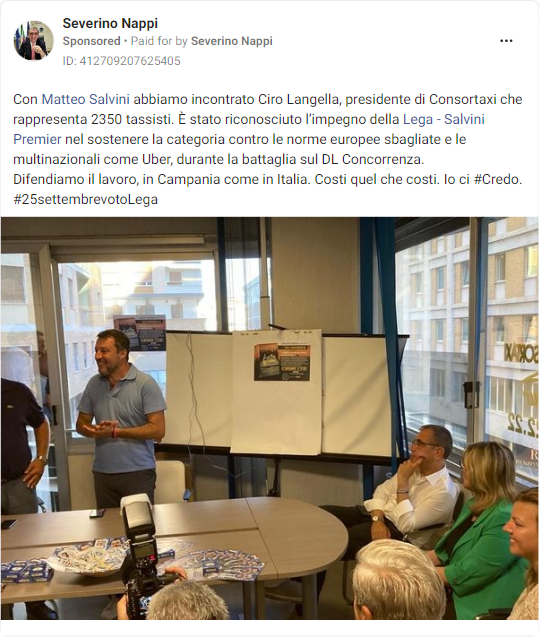 Severino Nappi
Sponsored • Paid for by Severino Nappi
ID: 412709207625405
Con Matteo Salvini abbiamo incontrato Ciro Langella, presidente di Consortaxi che
rappresenta 2350 tassisti. È stato riconosciuto l'impegno della Lega - Salvini
Premier nel sostenere la categoria contro le norme europee sbagliate e le
multinazionali come Uber, durante la battaglia sul DL Concorrenza.
Difendiamo il lavoro, in Campania come in Italia. Costi quel che costi. Io ci #Credo.
#25settembrevotoLega